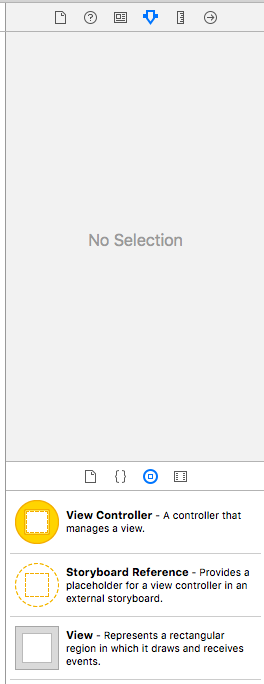 No Selection
View Controller - A controller that
manages a view.
Storyboard Reference - Provides a
placeholder for a view controller in an
external storyboard.
View - Represents a rectangular
region in which it draws and receives
events.